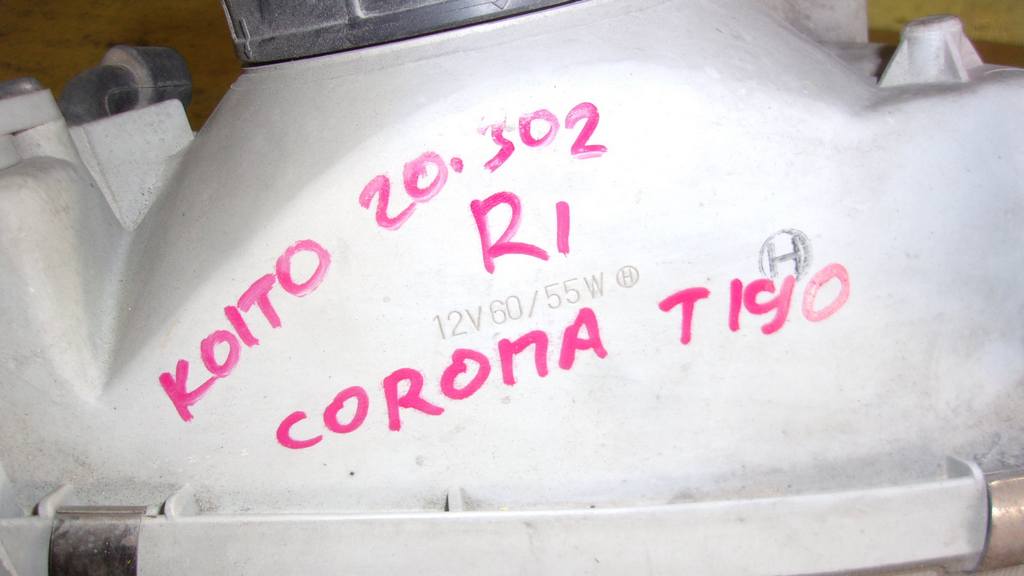 20.302
R1
KOITO
H
12V60/55W H
COROMA T190